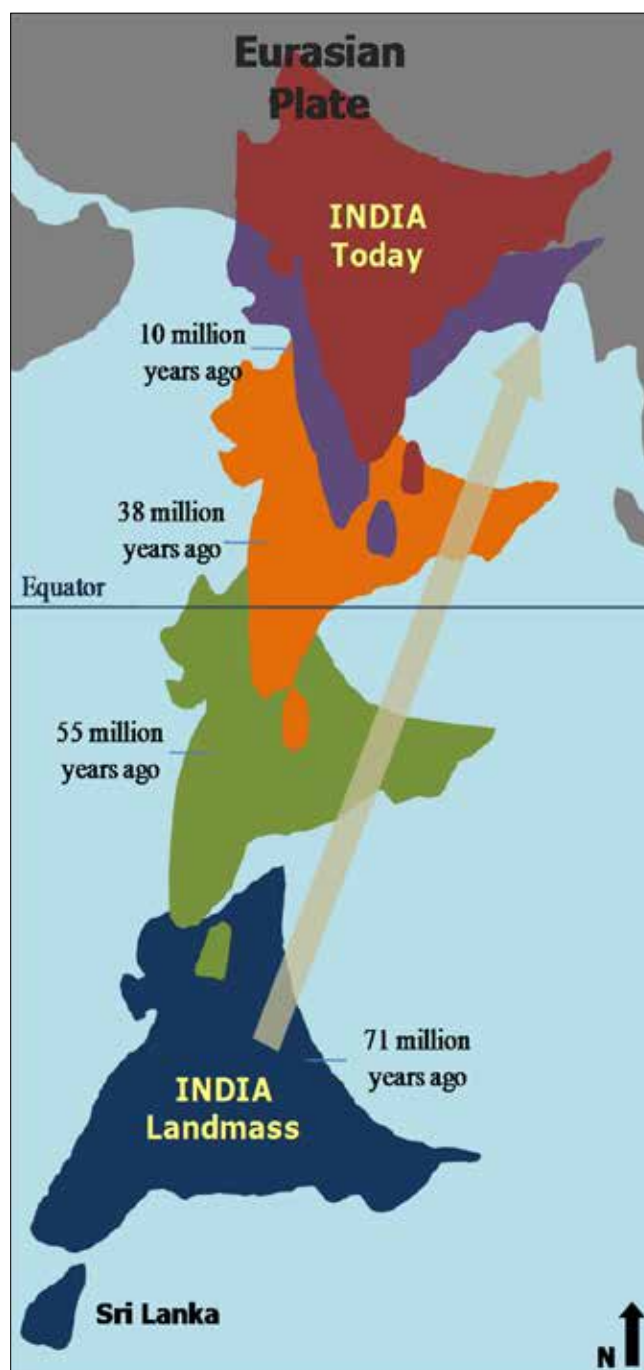 Eurasian
Plate
INDIA
Today
10 million
years ago
38 million
years ago
Equator
55 million
years ago
71 million
years ago
INDIA
Landmass
Sri Lanka
N